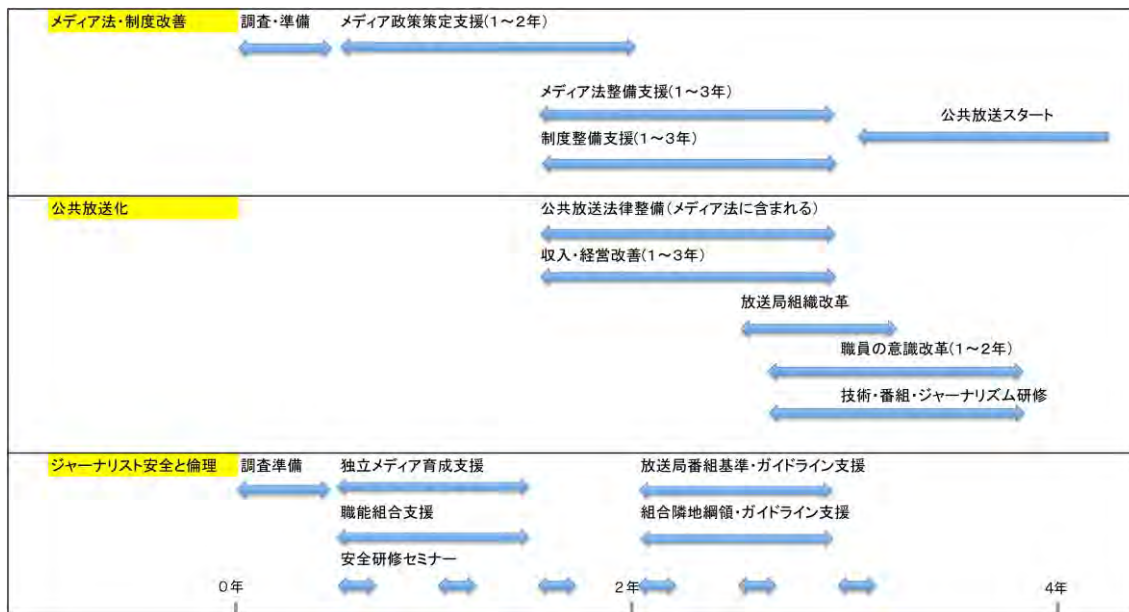 メディア法・制度改善 調査・準備 メディア政策策定支援(1～2年)
メディア法整備支援(1～3年)
公共放送スタート
制度整備支援(1～3年)
公共放送化 公共放送法律整備(メディア法に含まれる)
収入・経営改善(1～3年)
放送局組織改革
職員の意識改革(1～2年)
技術・番組・ジャーナリズム研修
ジャーナリスト安全と倫理 調査準備 独立メディア育成支援 放送局番組基準・ガイドライン支援
職能組合支援 組合隣地綱領・ガイドライン支援
安全研修セミナー
0年 2年 4年